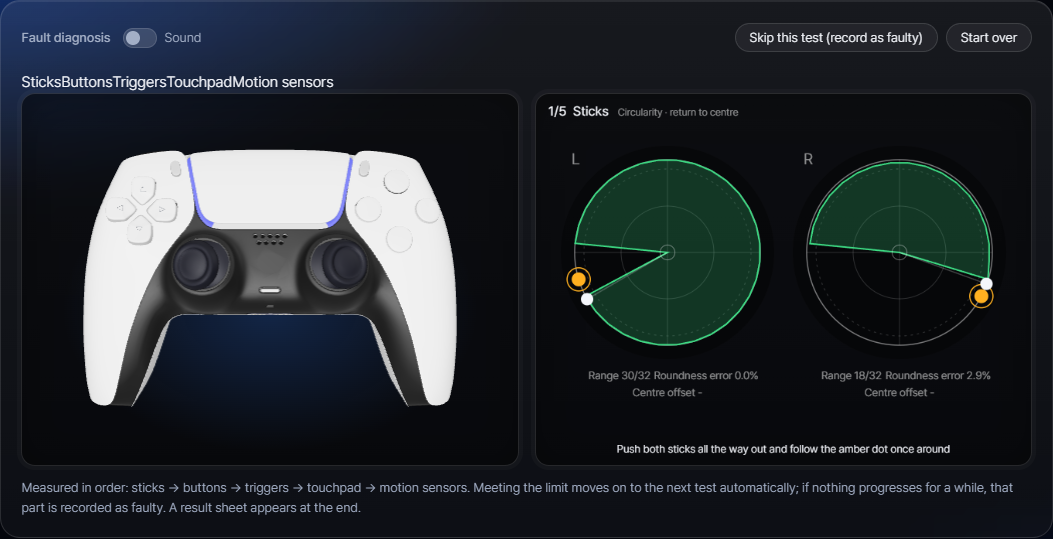 Fault diagnosis Sound Skip this test (record as faulty) Start over
SticksButtonsTriggersTouchpadMotion sensors
1/5 Sticks Circularity · return to centre
L R
Range 30/32 Roundness error 0.0% Range 18/32 Roundness error 2.9%
Centre offset - Centre offset -
Push both sticks all the way out and follow the amber dot once around
Measured in order: sticks → buttons → triggers → touchpad → motion sensors. Meeting the limit moves on to the next test automatically; if nothing progresses for a while, that
part is recorded as faulty. A result sheet appears at the end.